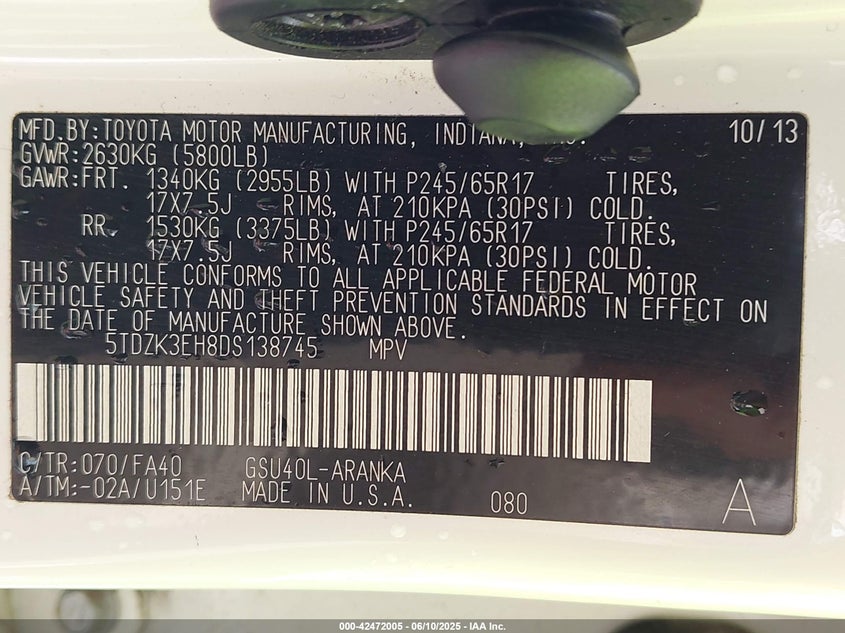 MFD.BY:TOYOTA MOTOR MANUFACTURING, INDIANA, 10/13
GVWR:2630KG (5800LB)
GAWR:FRT. 1340KG (2955LB) WITH P245/65R17 TIRES,
17X7.5J RIMS, AT 210KPA (30PSI) COLD.
RR. 1530KG (3375LB) WITH P245/65R17 TIRES,
17X7.5J RIMS, AT 210KPA (30PSI) COLD.
THIS VEHICLE CONFORMS TO ALL APPLICABLE FEDERAL MOTOR
VEHICLE SAFETY AND THEFT PREVENTION STANDARDS IN EFFECT ON
THE DATE OF MANUFACTURE SHOWN ABOVE.
5TDZK3EH8DS138745 MPV
C/TR:070/FA40 GSU40L-ARANKA
A/TM:-02A/U151E MADE IN U.S.A. 080 A
000-42472005 - 06/10/2025 - IAA Inc.